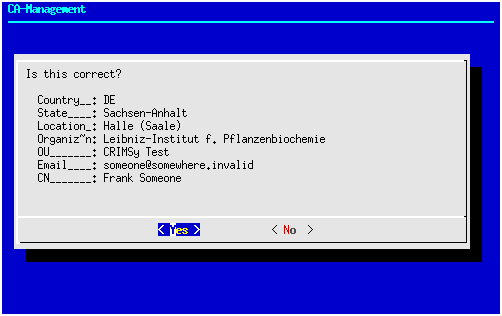 CA-Management
Is this correct?
Country__: DE
State____: Sachsen-Anhalt
Location_: Halle (Saale)
Organiz~n: Leibniz-Institut f. Pflanzenbiochemie
OU_______: CRIMSy Test
Email____: someone@somewhere.invalid
CN_______: Frank Someone
< Yes > < No >